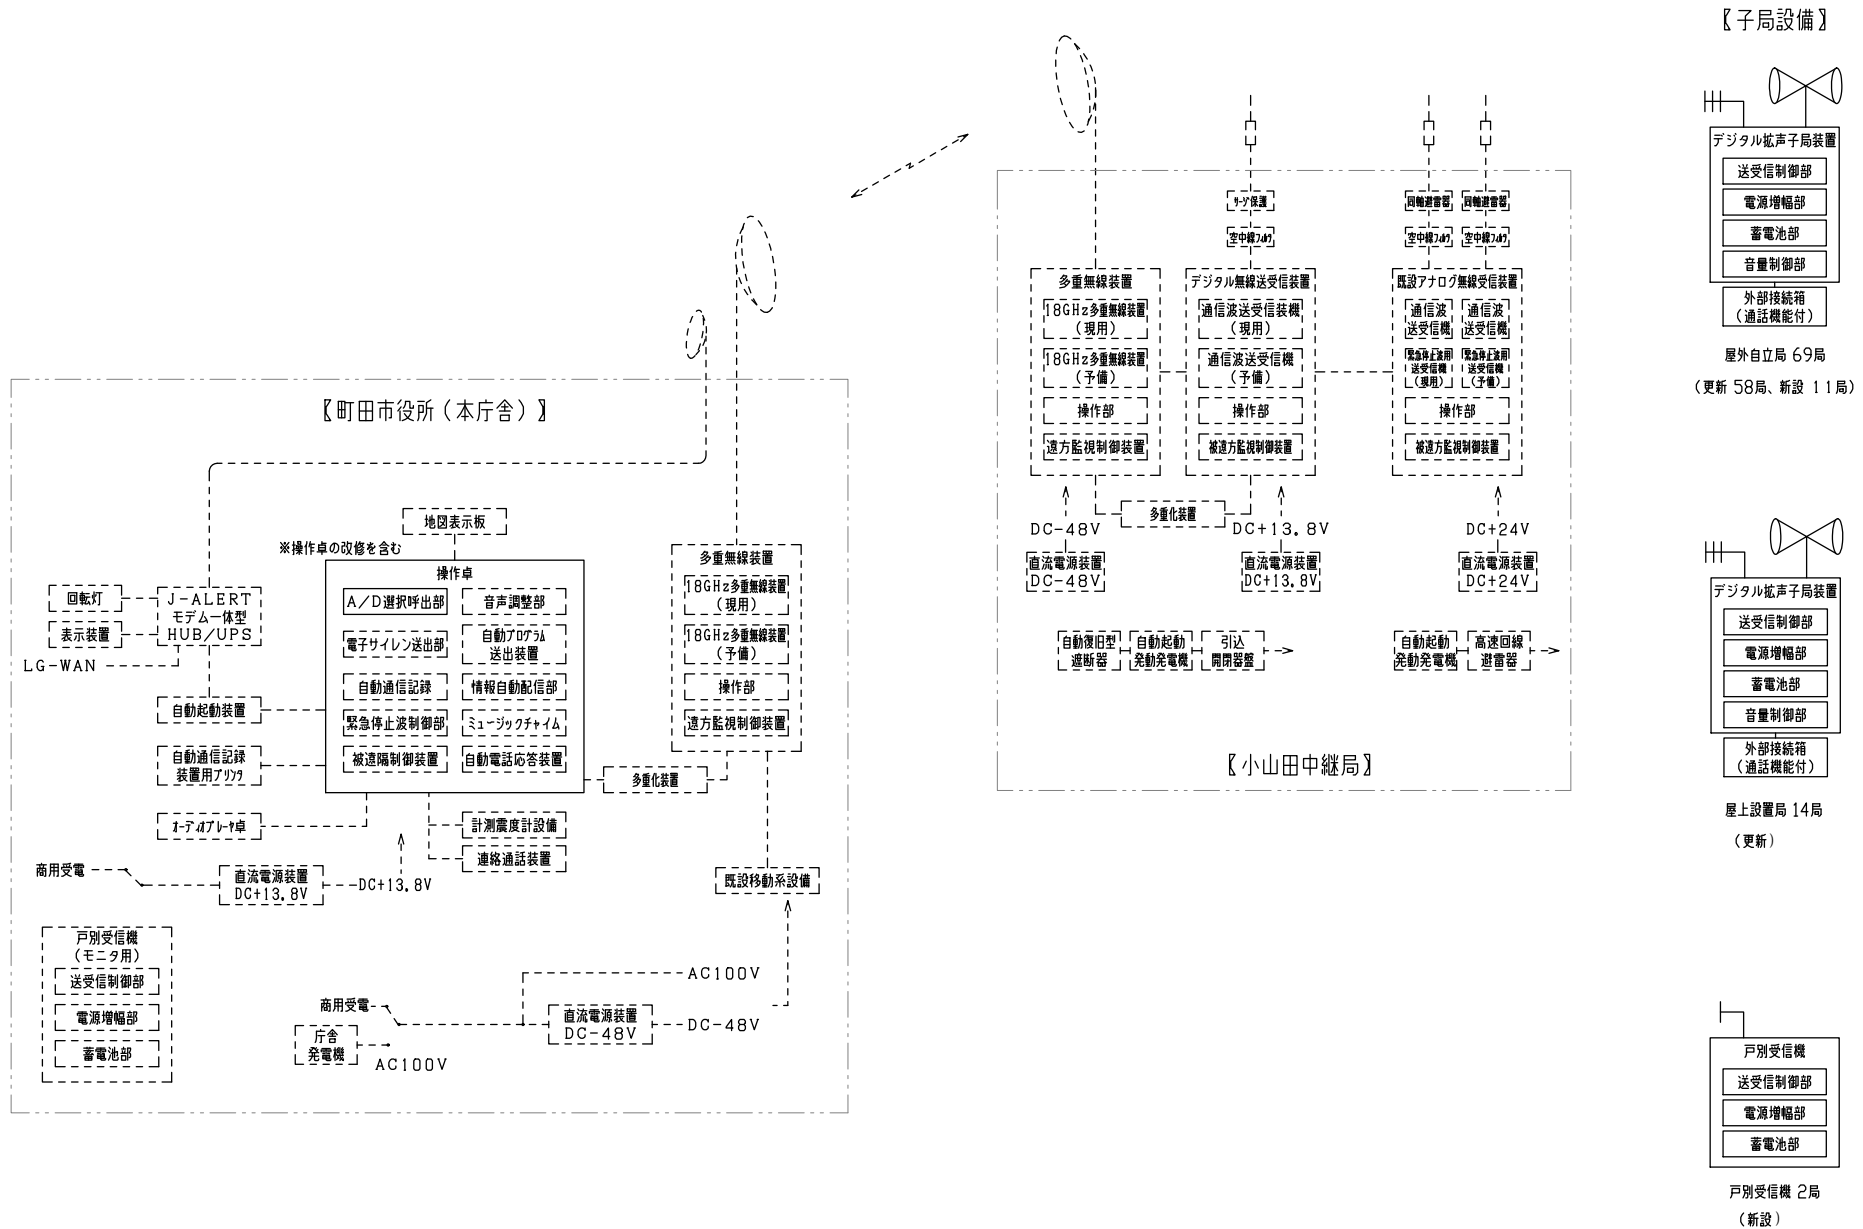 【町田市役所（本庁舎）】
地図表示板
※操作卓の改修を含む
操作卓
A／D選択呼出部
音声調整部
電子サイレン送出部
自動プログラム
送出装置
自動通信記録
情報自動配信部
緊急停止波制御部
ミュージックチャイム
被遠隔制御装置
自動電話応答装置
回転灯
表示装置
LG-WAN
J-ALERT
モデム一体型
HUB/UPS
自動起動装置
自動通信記録
装置用プリンタ
オーディオプレーヤ卓
商用受電
直流電源装置
DC+13.8V
DC+13.8V
計測震度計設備
連絡通話装置
多重化装置
多重無線装置
18GHz多重無線装置
（現用）
18GHz多重無線装置
（予備）
操作部
遠方監視制御装置
既設移動系設備
戸別受信機
（モニタ用）
送受信制御部
電源増幅部
蓄電池部
商用受電
庁舎
発電機
AC100V
直流電源装置
DC-48V
AC100V
DC-48V
サージ保護
空中線フィルタ
同軸避雷器
同軸避雷器
空中線フィルタ
空中線フィルタ
多重無線装置
18GHz多重無線装置
（現用）
18GHz多重無線装置
（予備）
操作部
遠方監視制御装置
デジタル無線送受信装置
通信波送受信装機
（現用）
通信波送受信機
（予備）
操作部
被遠方監視制御装置
既設アナログ無線受信装置
通信波
送受信機
通信波
送受信機
緊急停止波用
送受信機
（現用）
緊急停止波用
送受信機
（予備）
操作部
被遠方監視制御装置
多重化装置
DC-48V
直流電源装置
DC-48V
DC+13.8V
直流電源装置
DC+13.8V
DC+24V
直流電源装置
DC+24V
自動復旧型
遮断器
自動起動
発動発電機
引込
開閉器盤
自動起動
発動発電機
高速回線
避雷器
【小山田中継局】
【子局設備】
デジタル拡声子局装置
送受信制御部
電源増幅部
蓄電池部
音量制御部
外部接続箱
（通話機能付）
屋外自立局 69局
（更新 58局、新設 11局）
デジタル拡声子局装置
送受信制御部
電源増幅部
蓄電池部
音量制御部
外部接続箱
（通話機能付）
屋上設置局 14局
（更新）
戸別受信機
送受信制御部
電源増幅部
蓄電池部
戸別受信機 2局
（新設）